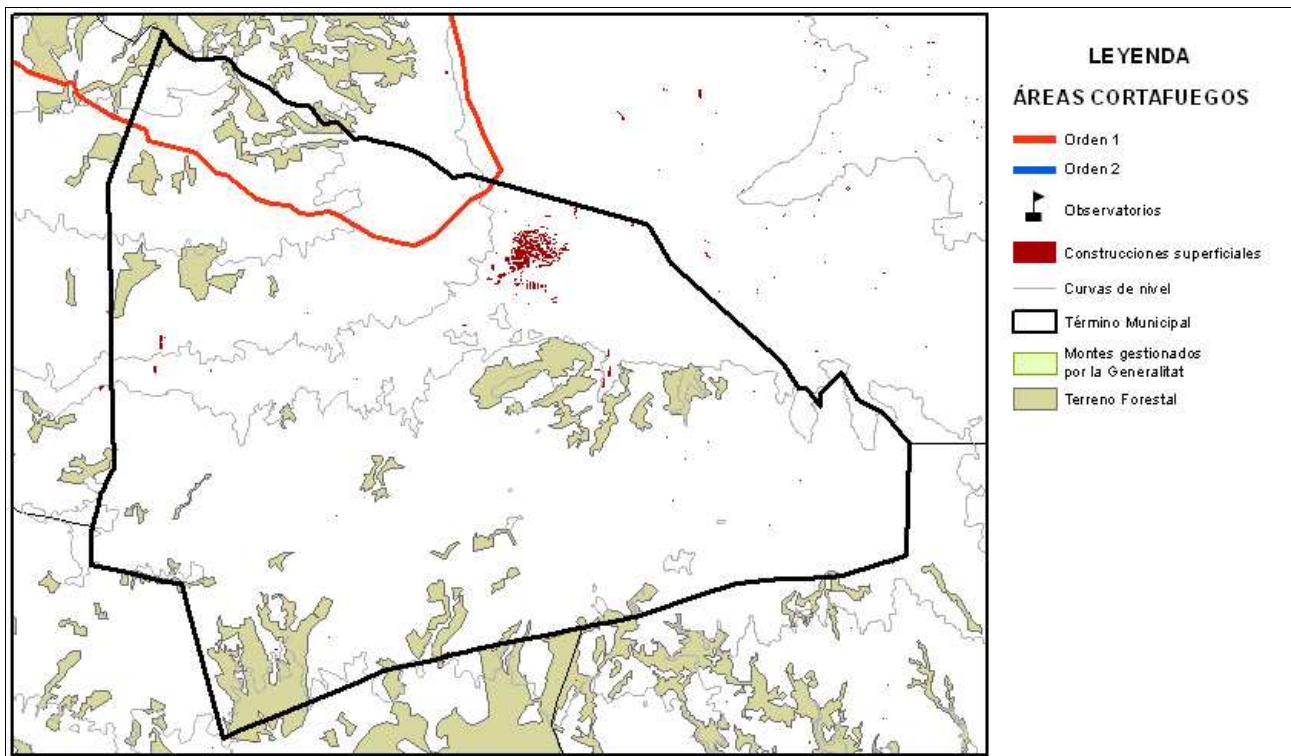 LEYENDA
ÁREAS CORTAFUEGOS
Orden 1
Orden 2
Observatorios
Construcciones superficiales
Curvas de nivel
Término Municipal
Montes gestionados
por la Generalitat
Terreno Forestal